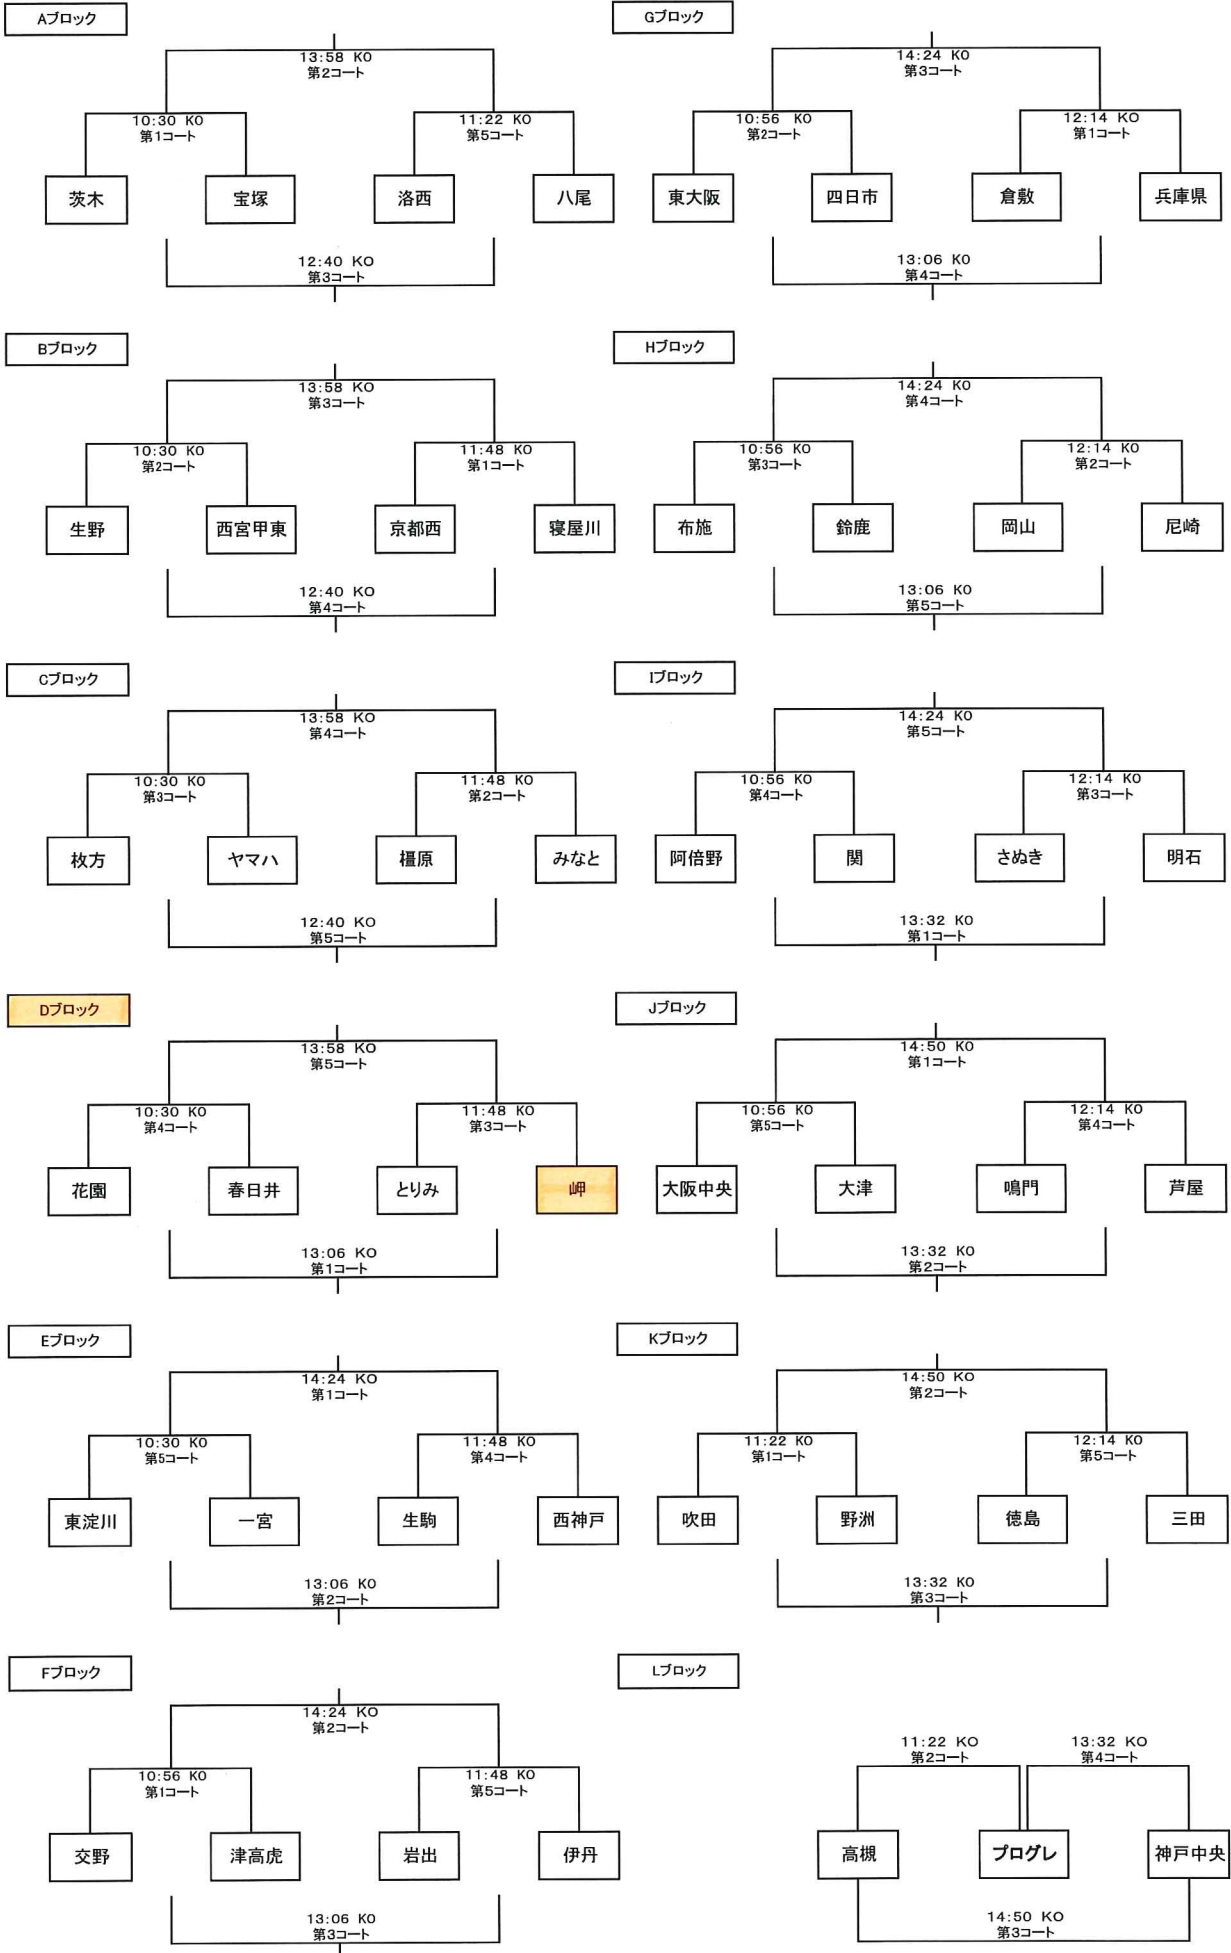 Aブロック
13:58 KO
第2コート
10:30 KO
第1コート
11:22 KO
第5コート
茨木
宝塚
洛西
八尾
12:40 KO
第3コート
Bブロック
13:58 KO
第3コート
10:30 KO
第2コート
11:48 KO
第1コート
生野
西宮甲東
京都西
寝屋川
12:40 KO
第4コート
Cブロック
13:58 KO
第4コート
10:30 KO
第3コート
11:48 KO
第2コート
枚方
ヤマハ
橿原
みなと
12:40 KO
第5コート
Dブロック
13:58 KO
第5コート
10:30 KO
第4コート
11:48 KO
第3コート
花園
春日井
とりみ
岬
13:06 KO
第1コート
Eブロック
14:24 KO
第1コート
10:30 KO
第5コート
11:48 KO
第4コート
東淀川
一宮
生駒
西神戸
13:06 KO
第2コート
Fブロック
14:24 KO
第2コート
10:56 KO
第1コート
11:48 KO
第5コート
交野
津高虎
岩出
伊丹
13:06 KO
第3コート
Gブロック
14:24 KO
第3コート
10:56 KO
第2コート
12:14 KO
第1コート
東大阪
四日市
倉敷
兵庫県
13:06 KO
第4コート
Hブロック
14:24 KO
第4コート
10:56 KO
第3コート
12:14 KO
第2コート
布施
鈴鹿
岡山
尼崎
13:06 KO
第5コート
Iブロック
14:24 KO
第5コート
10:56 KO
第4コート
12:14 KO
第3コート
阿倍野
関
さぬき
明石
13:32 KO
第1コート
Jブロック
14:50 KO
第1コート
10:56 KO
第5コート
12:14 KO
第4コート
大阪中央
大津
鳴門
芦屋
13:32 KO
第2コート
Kブロック
14:50 KO
第2コート
11:22 KO
第1コート
12:14 KO
第5コート
吹田
野洲
徳島
三田
13:32 KO
第3コート
Lブロック
11:22 KO
第2コート
13:32 KO
第4コート
高槻
プログレ
神戸中央
14:50 KO
第3コート